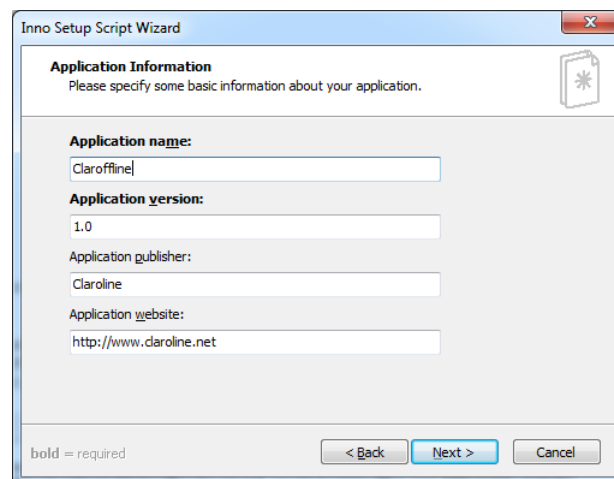 Inno Setup Script Wizard
Application Information
Please specify some basic information about your application.
Application name:
Claroffline
Application version:
1.0
Application publisher:
Claroline
Application website:
http://www.claroline.net
bold = required
< Back
Next >
Cancel